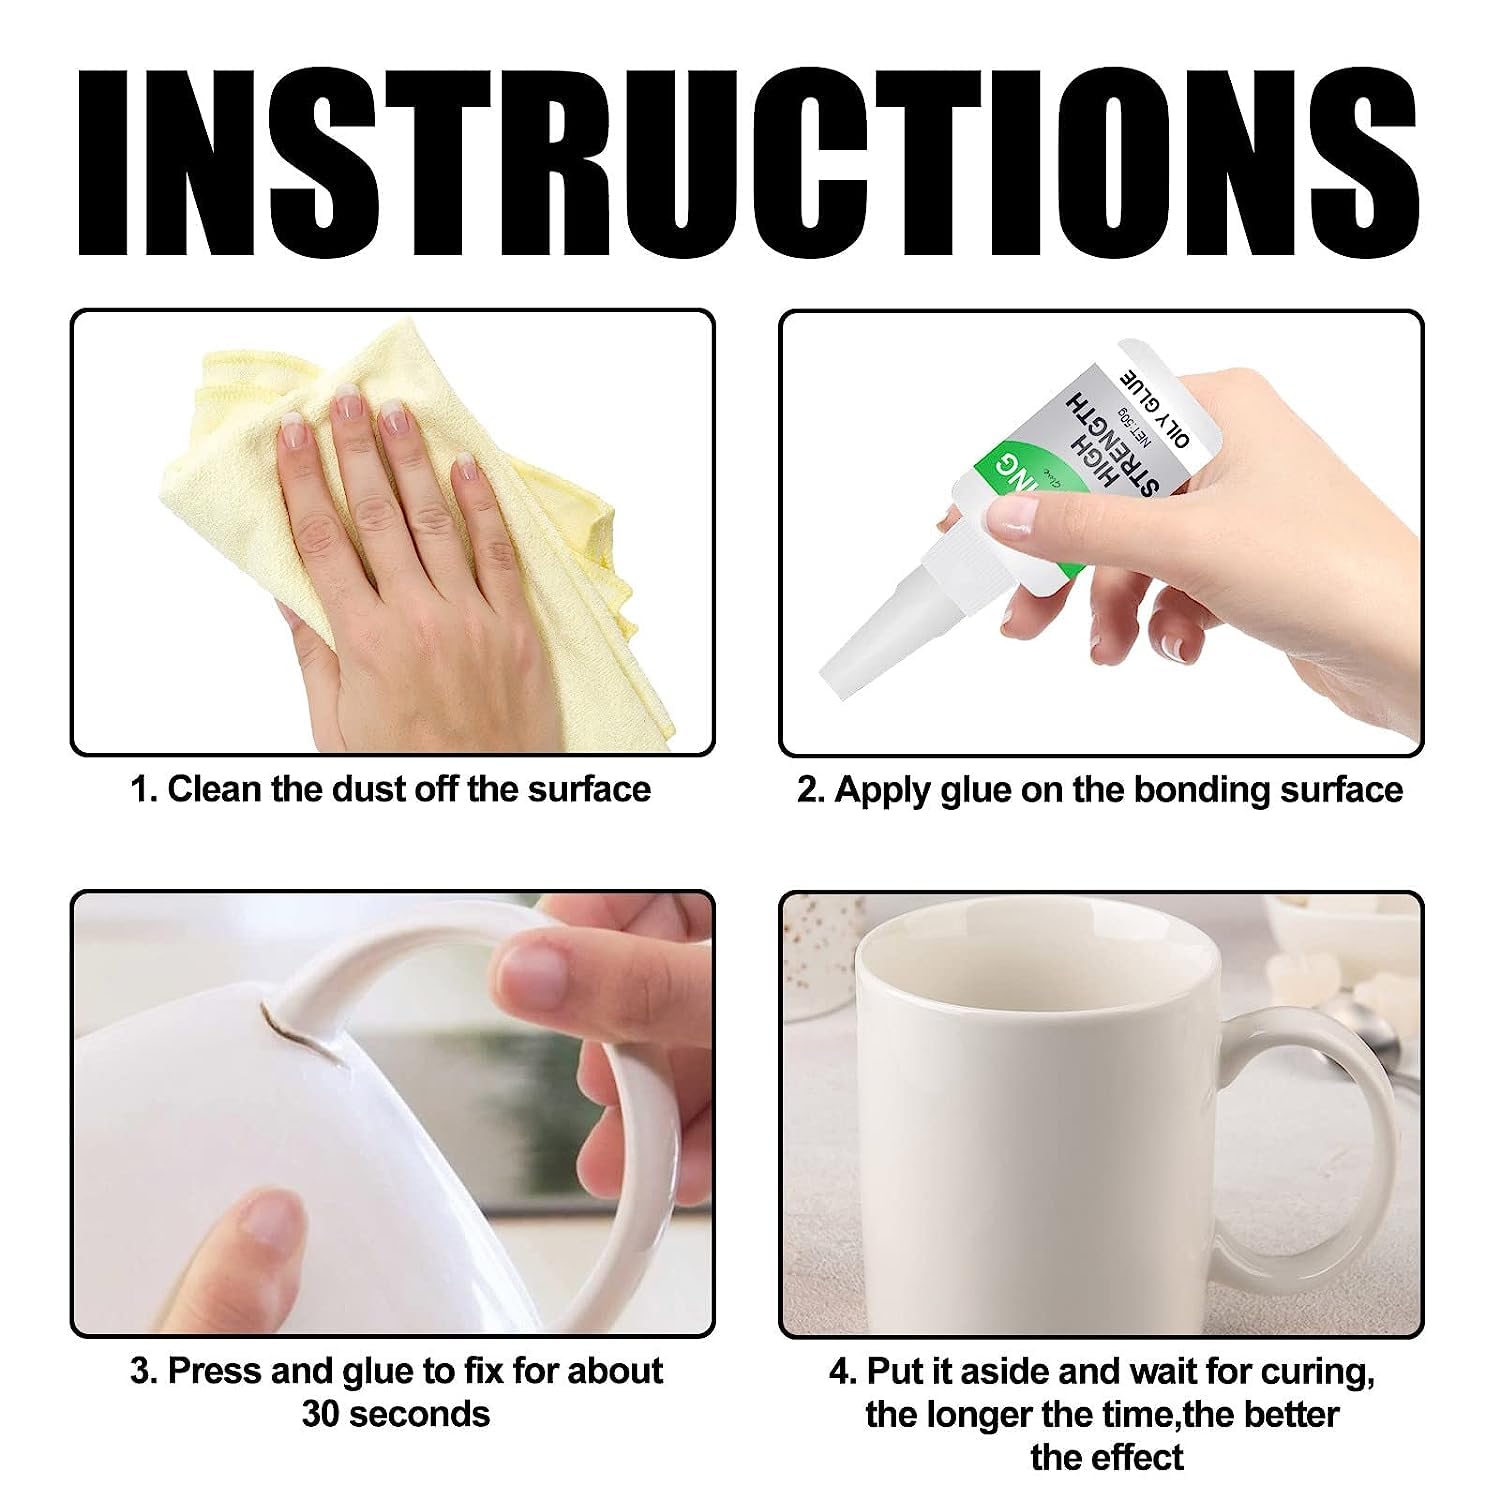 INSTRUCTIONS
OILY GLUE
NET:50g
HIGH
STRENGTH
Glue
1. Clean the dust off the surface
2. Apply glue on the bonding surface
3. Press and glue to fix for about
30 seconds
4. Put it aside and wait for curing,
the longer the time,the better
the effect